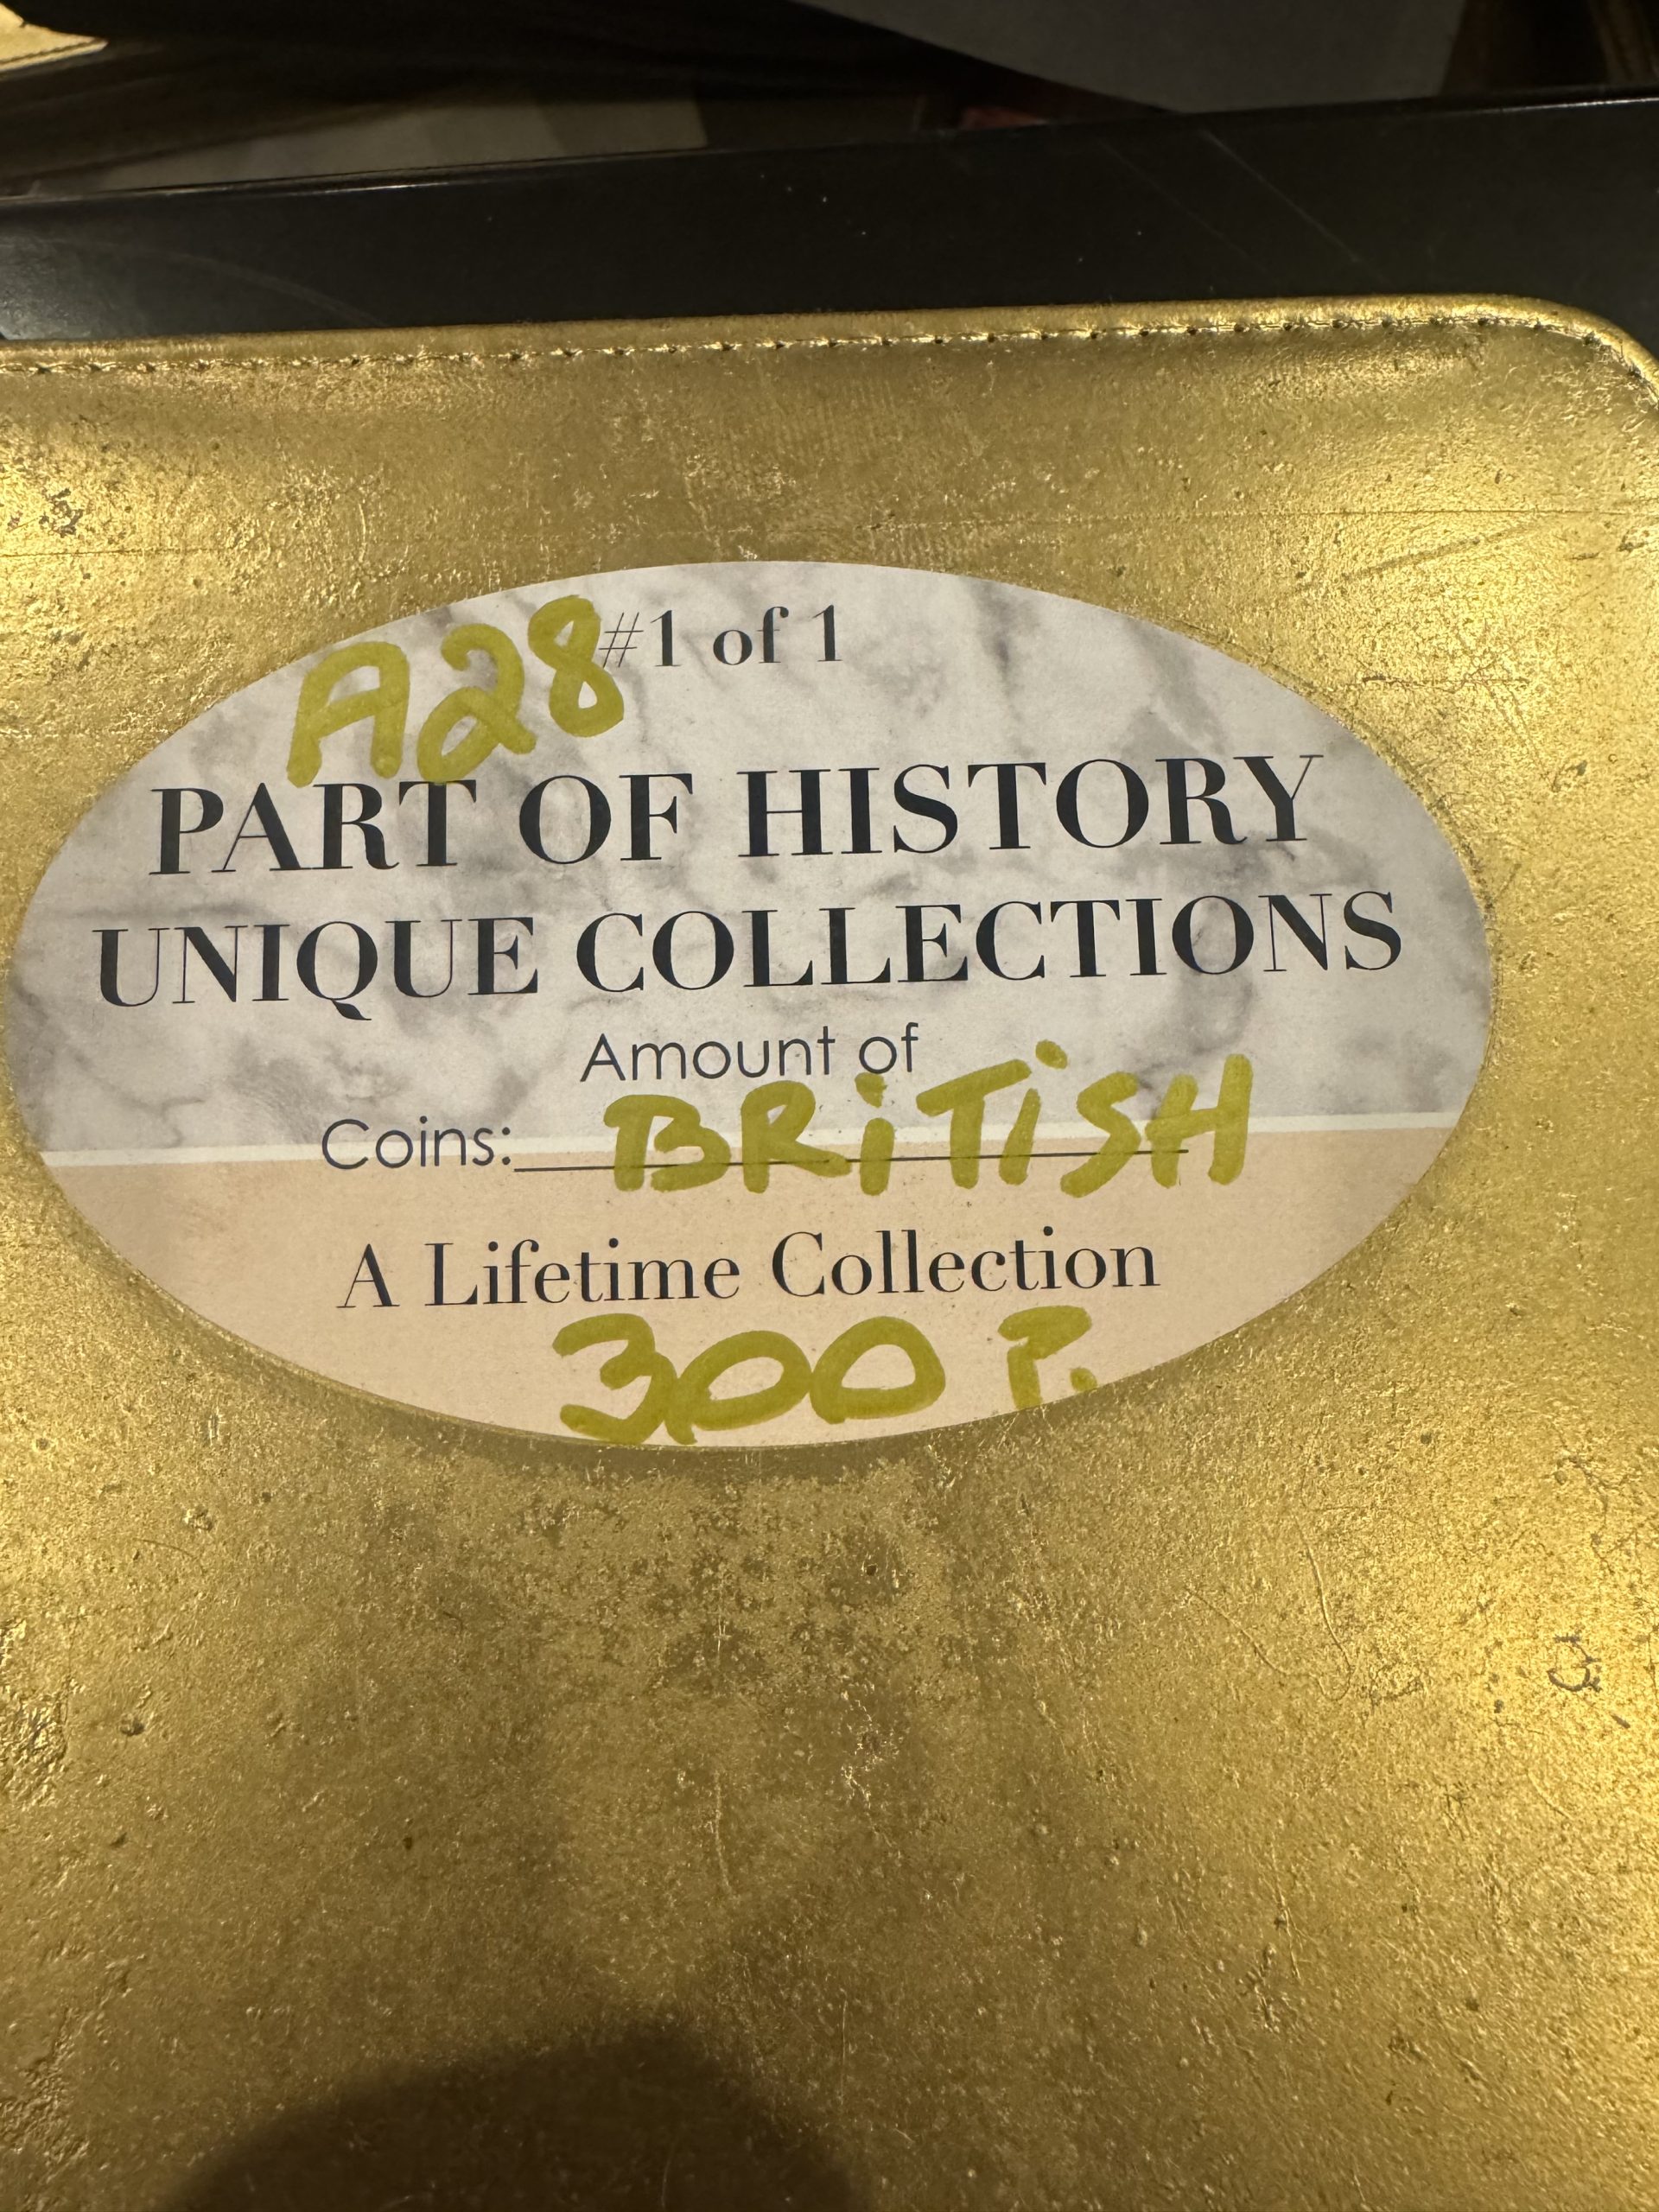 A28 #1 of 1
PART OF HISTORY
UNIQUE COLLECTIONS
Amount of
Coins: BRiTiSH
A Lifetime Collection
300 P.